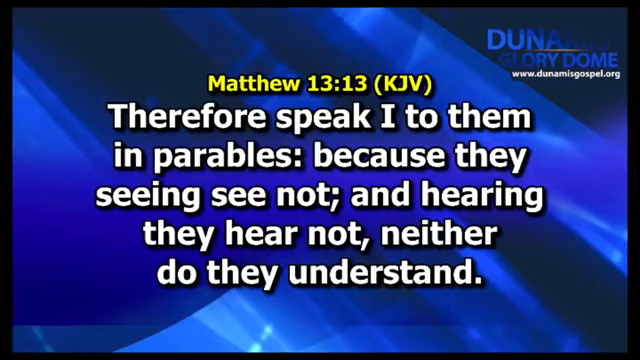 DUNAMIS
GLORY DOME
www.dunamisgospel.org
Matthew 13:13 (KJV)
Therefore speak I to them
in parables: because they
seeing see not; and hearing
they hear not, neither
do they understand.